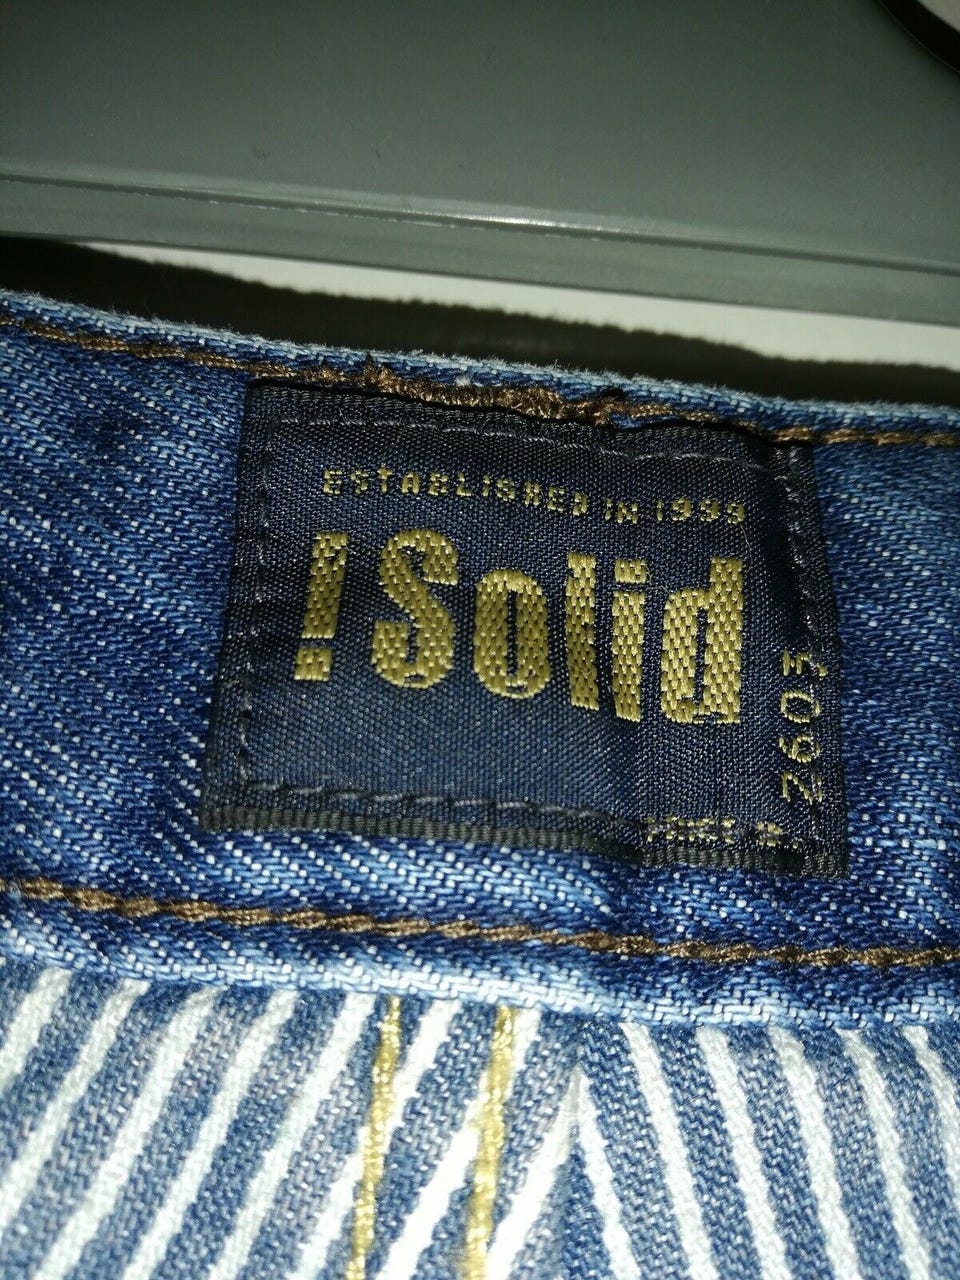 ESTABLISHED IN 1999
!Solid
2603